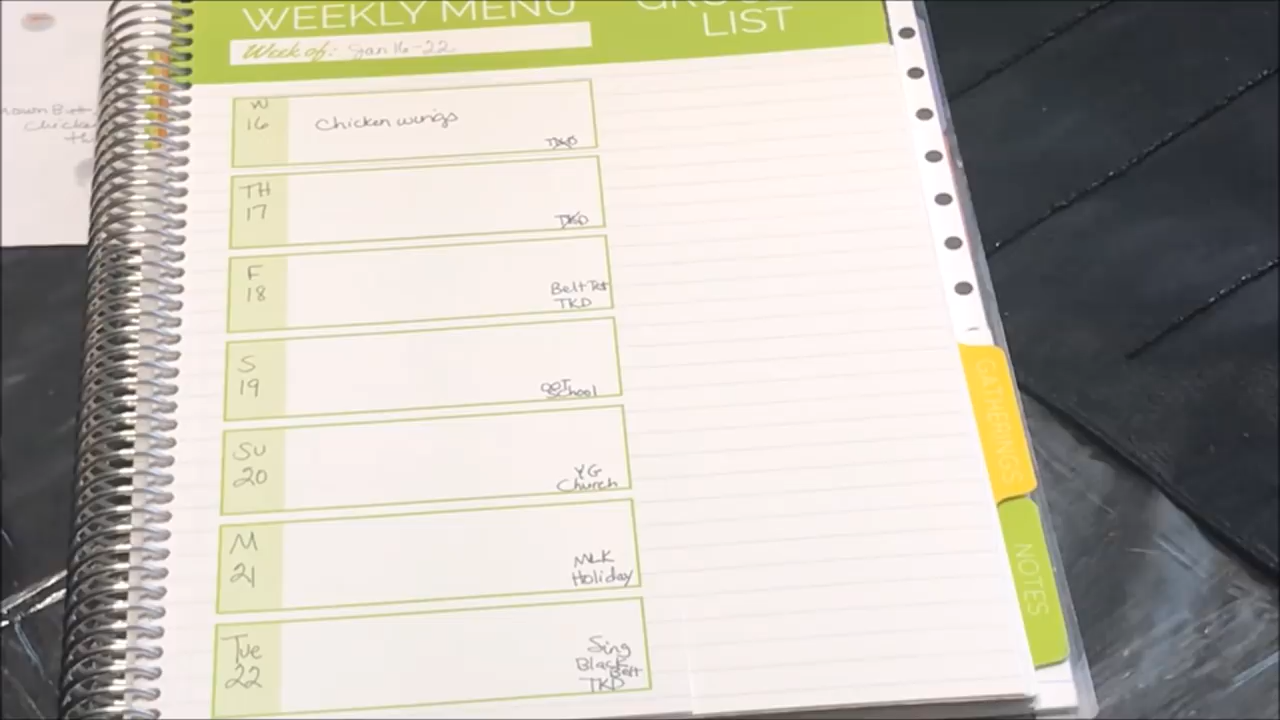 WEEKLY MENU
LIST
Week of: Jan 16-22
W
16
Chicken wings
TKD
TH
17
TKD
F
18
Belt Test
TKD
S
19
School
SU
20
YG
Church
M
21
MLK
Holiday
Tue
22
Sing
Black Belt
TKD
GATHERINGS
NOTES